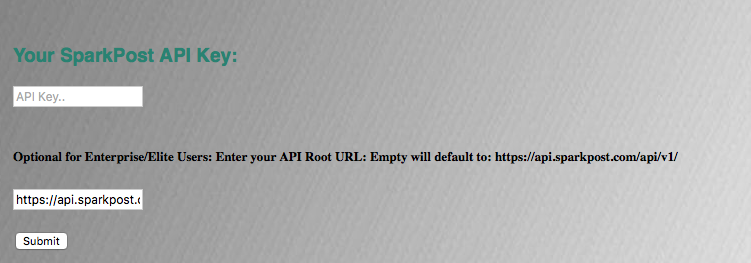 Your SparkPost API Key:
API Key..
Optional for Enterprise/Elite Users: Enter your API Root URL: Empty will default to: https://api.sparkpost.com/api/v1/
https://api.sparkpost.c
Submit